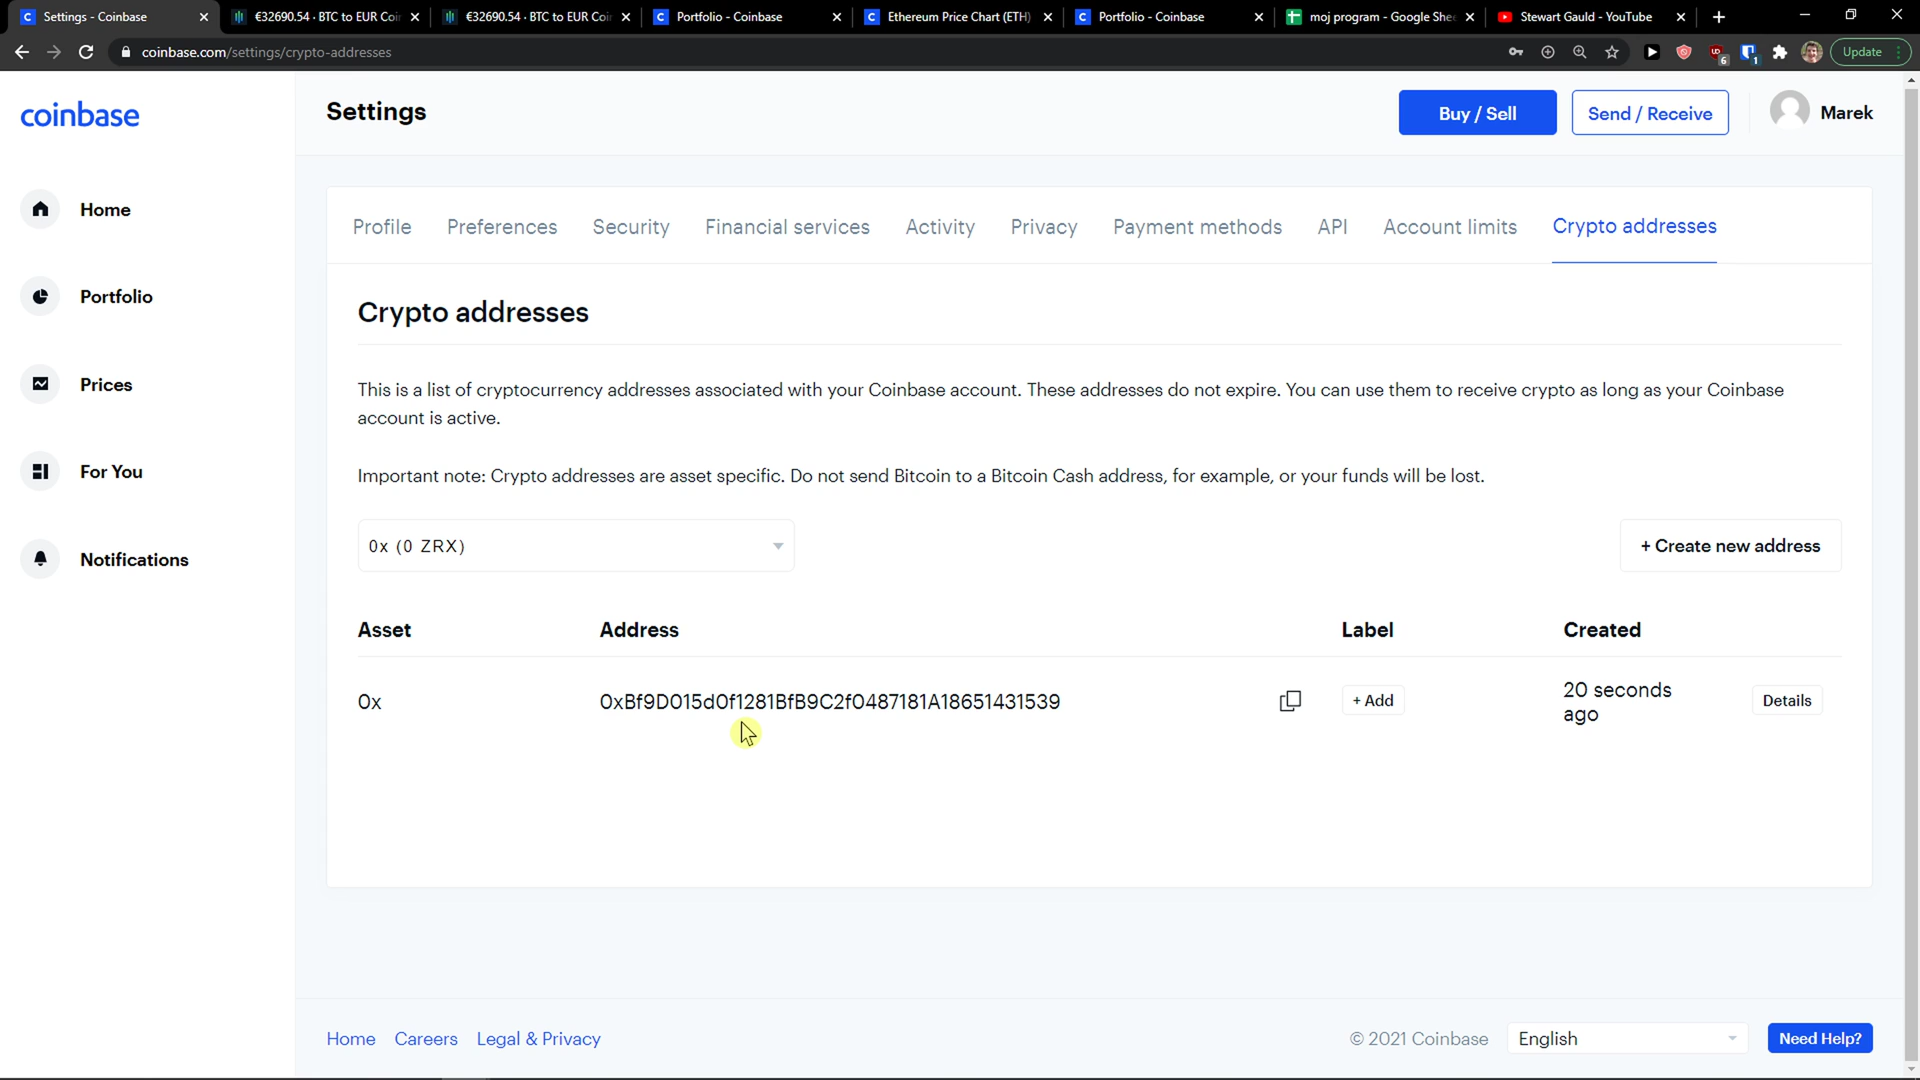 Settings - Coinbase
€32690.54 · BTC to EUR Coi
€32690.54 · BTC to EUR Coi
Portfolio - Coinbase
Ethereum Price Chart (ETH)
Portfolio - Coinbase
moj program - Google She
Stewart Gauld - YouTube
coinbase.com/settings/crypto-addresses
6
1
Update
coinbase
Settings
Buy / Sell
Send / Receive
Marek
Home
Portfolio
Prices
For You
Notifications
Profile
Preferences
Security
Financial services
Activity
Privacy
Payment methods
API
Account limits
Crypto addresses
Crypto addresses
This is a list of cryptocurrency addresses associated with your Coinbase account. These addresses do not expire. You can use them to receive crypto as long as your Coinbase
account is active.
Important note: Crypto addresses are asset specific. Do not send Bitcoin to a Bitcoin Cash address, for example, or your funds will be lost.
0x (0 ZRX)
+ Create new address
Asset
Address
Label
Created
0x
0xBf9D015d0f1281BfB9C2f0487181A18651431539
+ Add
20 seconds
ago
Details
Home
Careers
Legal & Privacy
© 2021 Coinbase
English
Need Help?